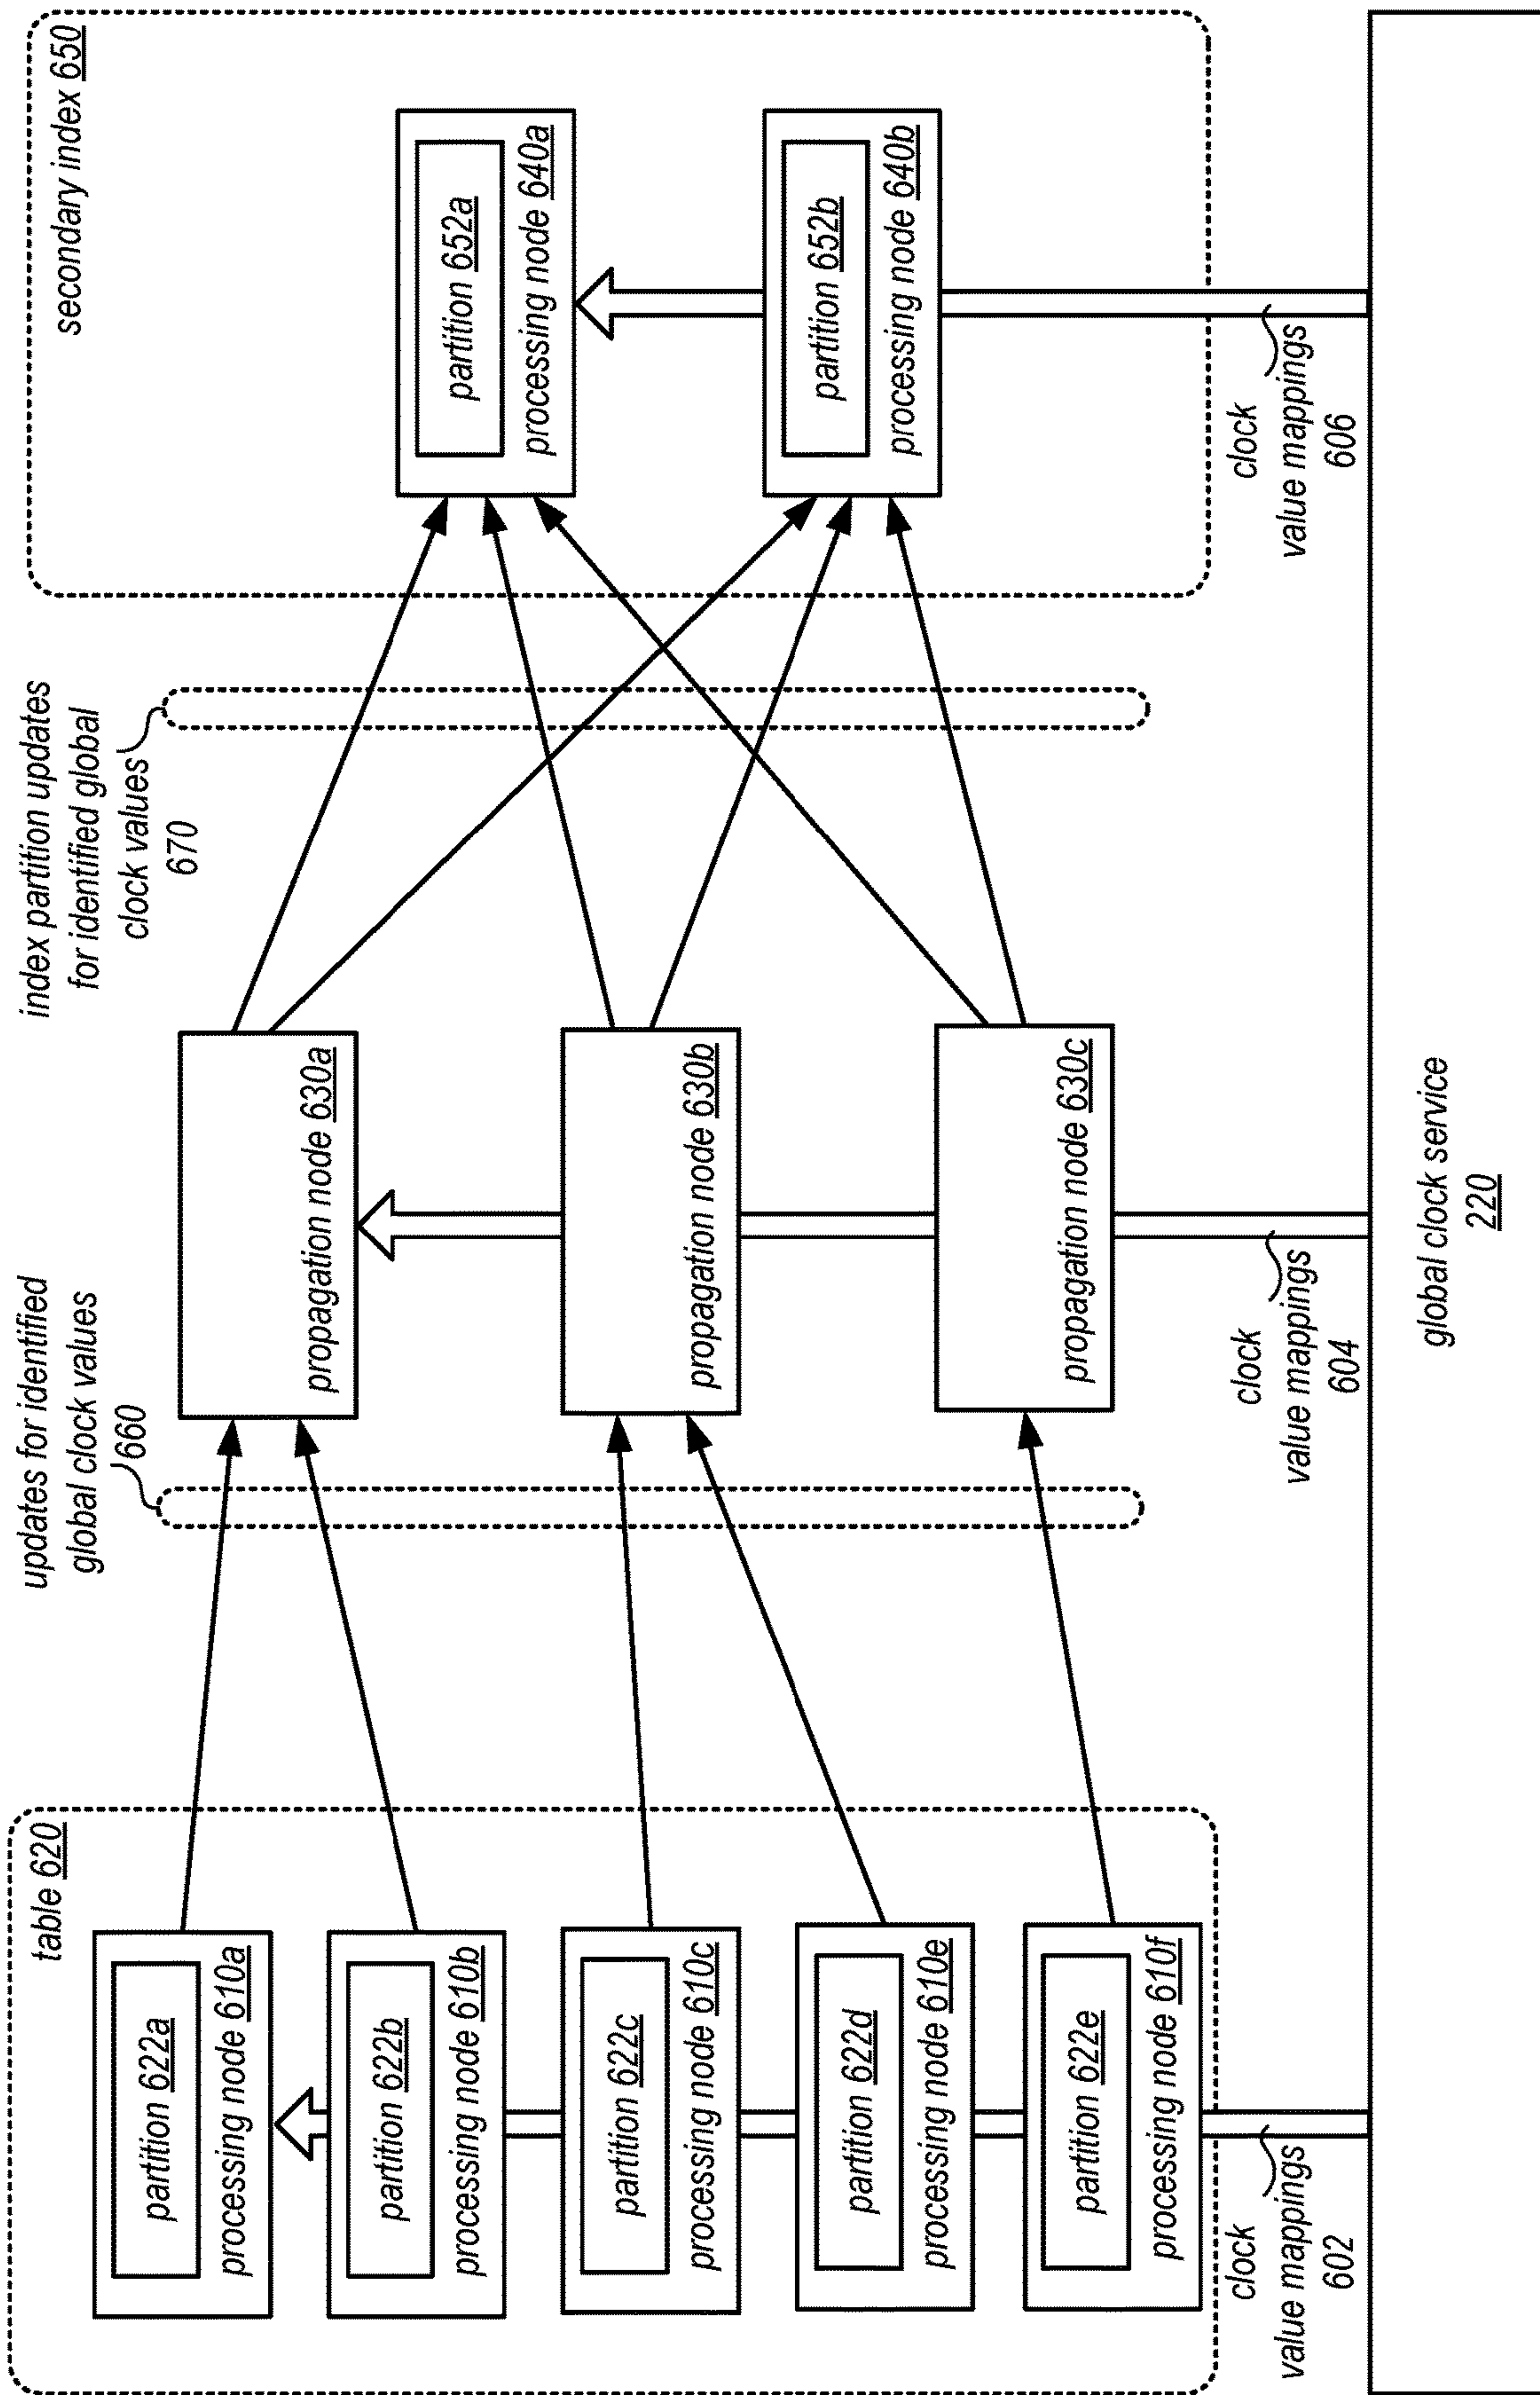 table 620
partition 622a
processing node 610a
partition 622b
processing node 610b
partition 622c
processing node 610c
partition 622d
processing node 610e
partition 622e
processing node 610f
clock
value mappings
602
updates for identified
global clock values
660
propagation node 630a
propagation node 630b
propagation node 630c
clock
value mappings
604
index partition updates
for identified global
clock values
670
secondary index 650
partition 652a
processing node 640a
partition 652b
processing node 640b
clock
value mappings
606
global clock service
220